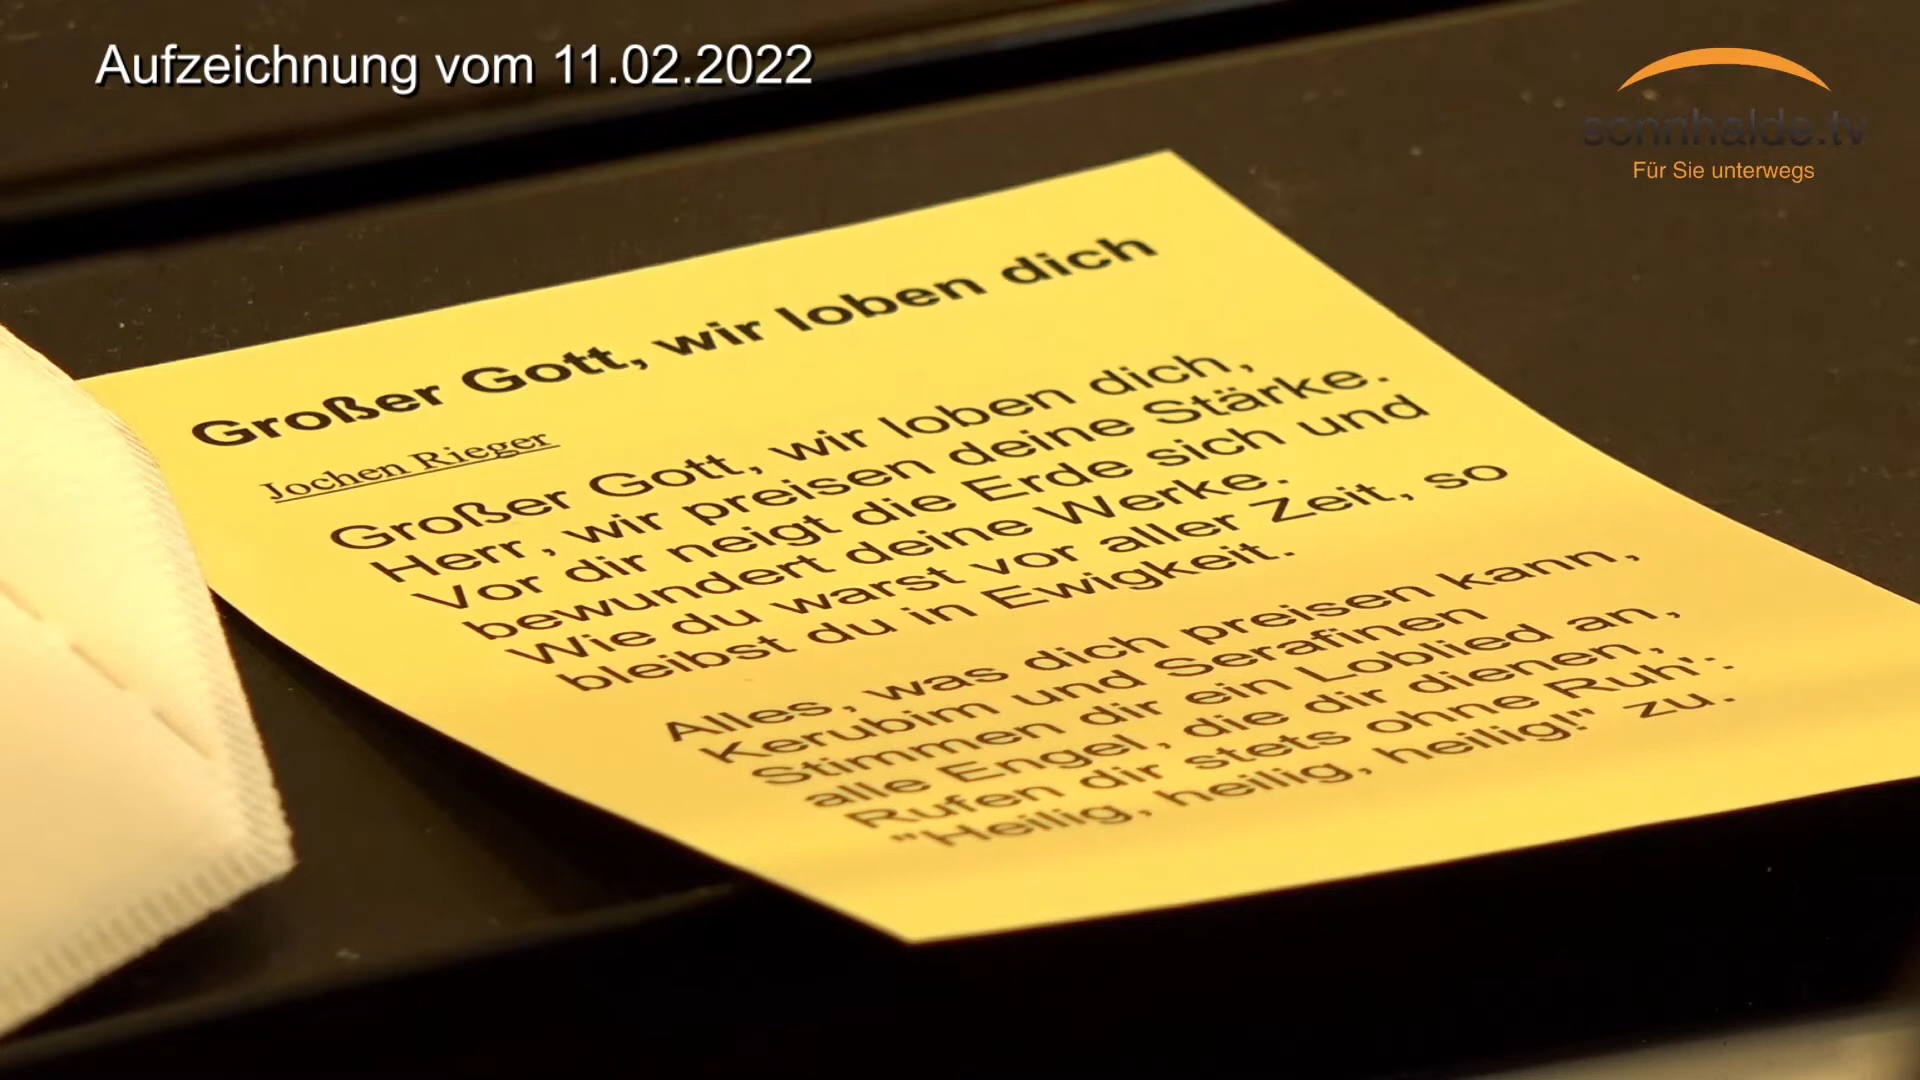 Aufzeichnung vom 11.02.2022
sonnhalde.tv
Für Sie unterwegs
Großer Gott, wir loben dich
Jochen Rieger
Großer Gott, wir loben dich,
Herr, wir preisen deine Stärke.
Vor dir neigt die Erde sich und
bewundert deine Werke.
Wie du warst vor aller Zeit, so
bleibst du in Ewigkeit.
Alles, was dich preisen kann,
Kerubim und Serafinen
Stimmen dir ein Loblied an,
alle Engel, die dir dienen,
Rufen dir stets ohne Ruh':
"Heilig, heilig, heilig!" zu.